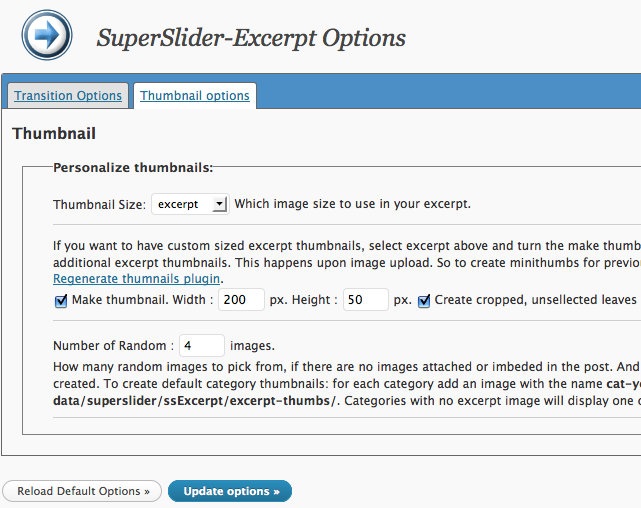 SuperSlider-Excerpt Options
Transition Options Thumbnail options
Thumbnail
Personalize thumbnails:
Thumbnail Size: excerpt Which image size to use in your excerpt.
If you want to have custom sized excerpt thumbnails, select excerpt above and turn the make thumb
additional excerpt thumbnails. This happens upon image upload. So to create minithumbs for previo
Regenerate thumnails plugin.
Make thumbnail. Width : 200 px. Height : 50 px. Create cropped, unsellected leaves
Number of Random : 4 images.
How many random images to pick from, if there are no images attached or imbeded in the post. And
created. To create default category thumbnails: for each category add an image with the name cat-y
data/superslider/ssExcerpt/excerpt-thumbs/. Categories with no excerpt image will display one o
Reload Default Options » Update options »